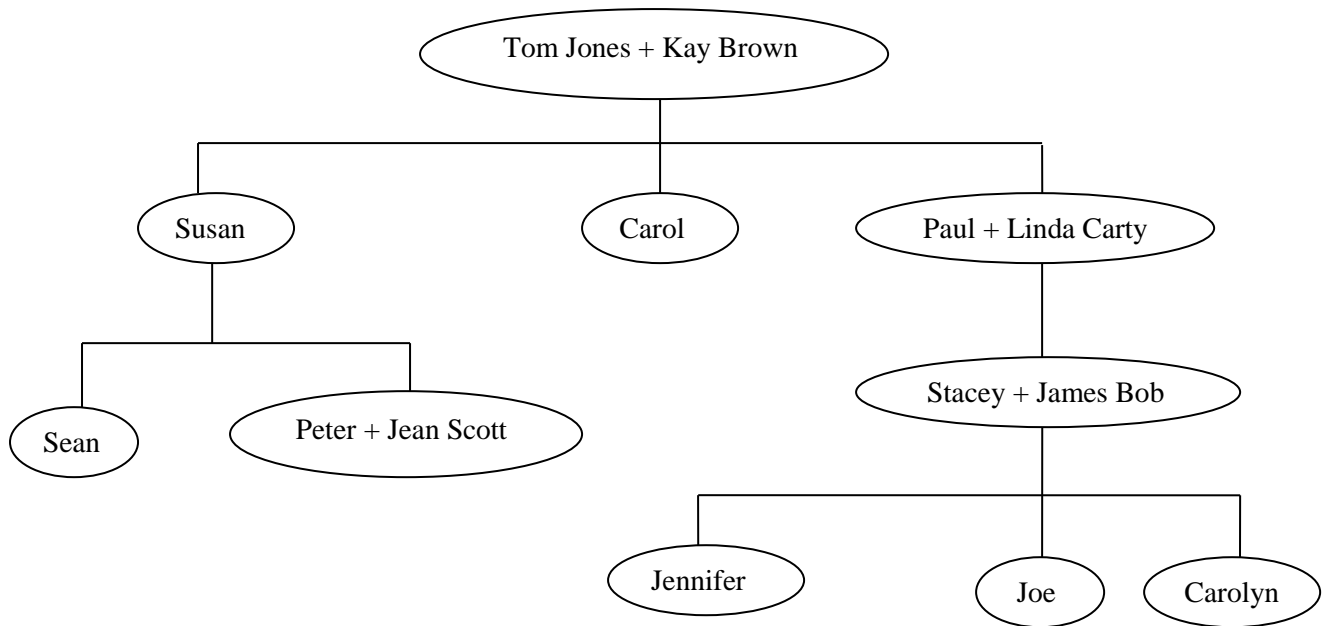 Tom Jones + Kay Brown
Susan
Carol
Paul + Linda Carty
Stacey + James Bob
Sean
Peter + Jean Scott
Jennifer
Joe
Carolyn